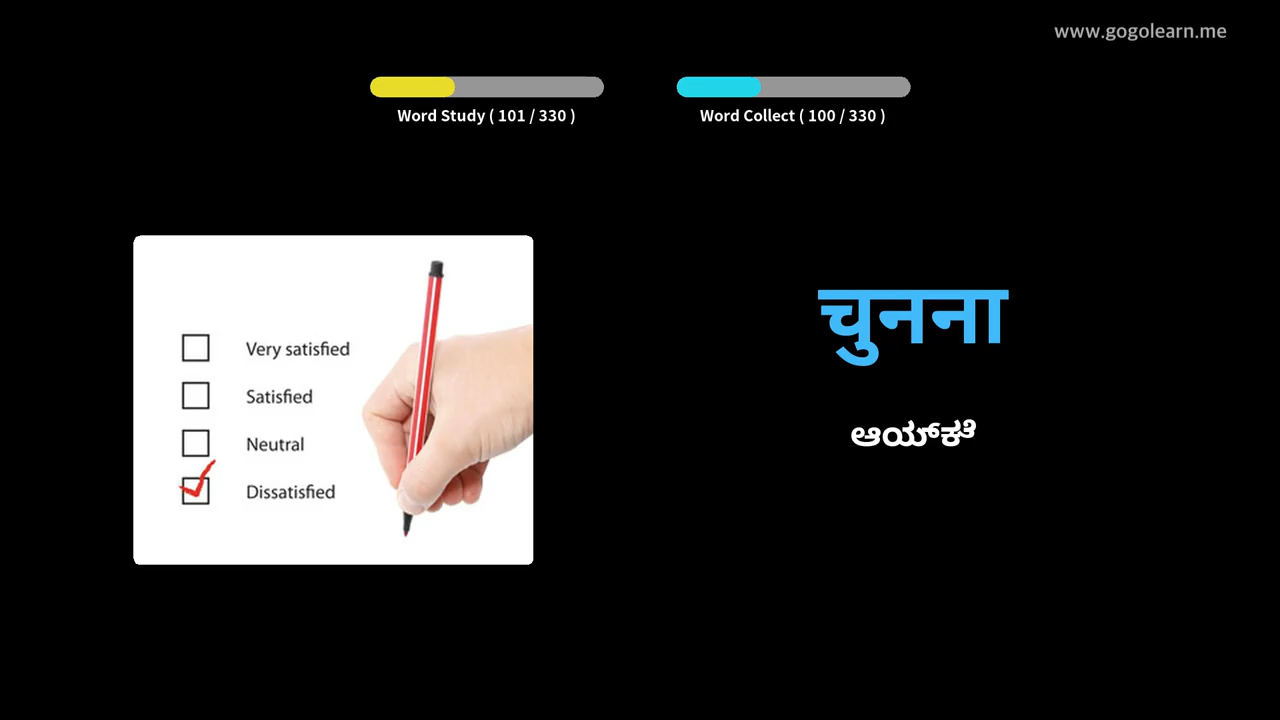 www.gogolearn.me
Word Study ( 101 / 330 )
Word Collect ( 100 / 330 )
Very satisfied
Satisfied
Neutral
Dissatisfied
चुनना
ಆಯ್‌ಕೆ